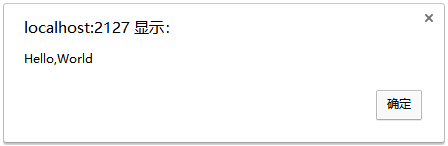 localhost:2127 显示：
Hello,World
确定